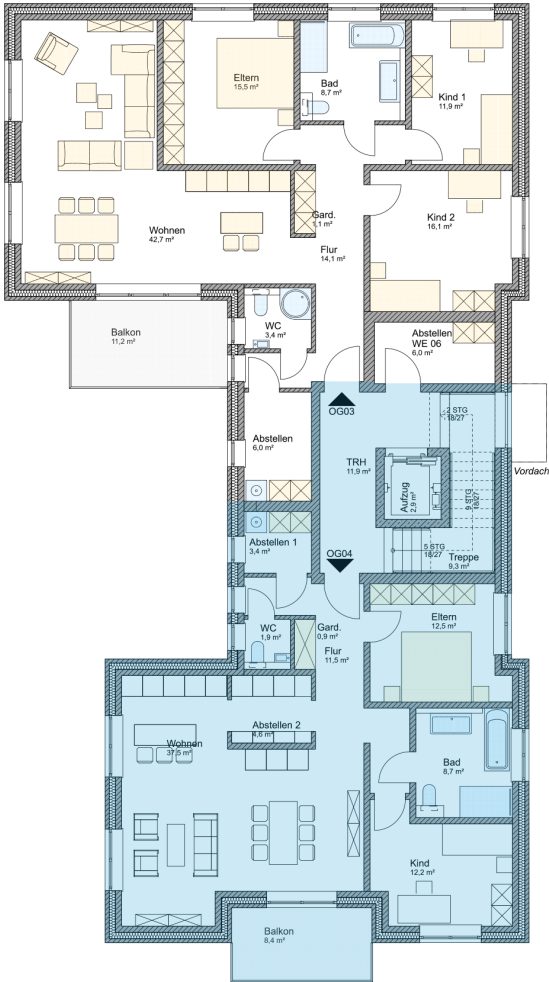 Eltern
15,5 m²
Bad
8,7 m²
Kind 1
11,9 m²
Wohnen
42,7 m²
Gard.
1,1 m²
Flur
14,1 m²
Kind 2
16,1 m²
Balkon
11,2 m²
WC
3,4 m²
Abstellen
WE 06
6,0 m²
OG03
2 STG
18/27
Vordach
Abstellen
6,0 m²
TRH
11,9 m²
Aufzug
2,9 m²
9 STG
18/27
Abstellen 1
3,4 m²
OG04
5 STG
18/27
Treppe
9,3 m²
WC
1,9 m²
Gard.
0,9 m²
Flur
11,5 m²
Eltern
12,5 m²
Wohnen
37,5 m²
Abstellen 2
4,6 m²
Bad
8,7 m²
Kind
12,2 m²
Balkon
8,4 m²